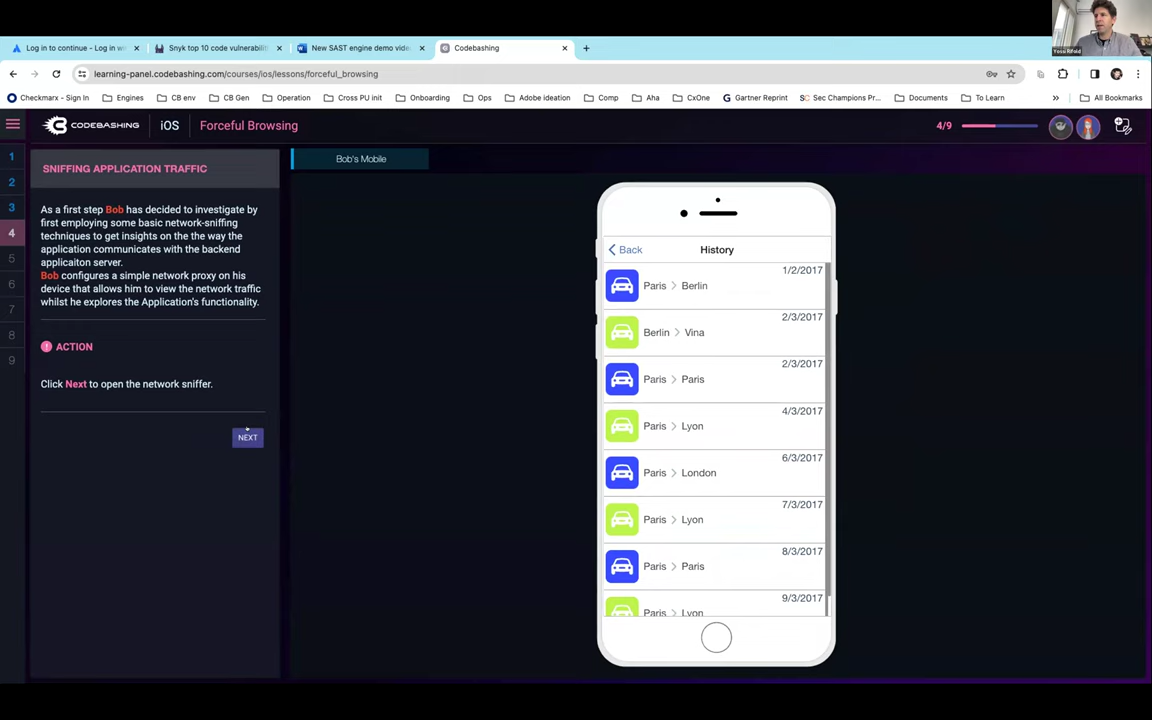 Log in to continue - Log in w
Snyk top 10 code vulnerabili
New SAST engine demo vide
Codebashing
Yossi Rifold
learning-panel.codebashing.com/courses/ios/lessons/forceful_browsing
Checkmarx - Sign In
Engines
CB env
CB Gen
Operation
Cross PU init
Onboarding
Ops
Adobe ideation
Comp
Aha
CxOne
Gartner Reprint
Sec Champions Pr...
Documents
To Learn
All Bookmarks
CODEBASHING
iOS
Forceful Browsing
4/9
1
2
3
4
5
6
7
8
9
SNIFFING APPLICATION TRAFFIC
As a first step Bob has decided to investigate by
first employing some basic network-sniffing
techniques to get insights on the the way the
application communicates with the backend
applicaiton server.
Bob configures a simple network proxy on his
device that allows him to view the network traffic
whilst he explores the Application's functionality.
ACTION
Click Next to open the network sniffer.
NEXT
Bob's Mobile
Back
History
1/2/2017
Paris > Berlin
2/3/2017
Berlin > Vina
2/3/2017
Paris > Paris
4/3/2017
Paris > Lyon
6/3/2017
Paris > London
7/3/2017
Paris > Lyon
8/3/2017
Paris > Paris
9/3/2017
Paris > Lyon